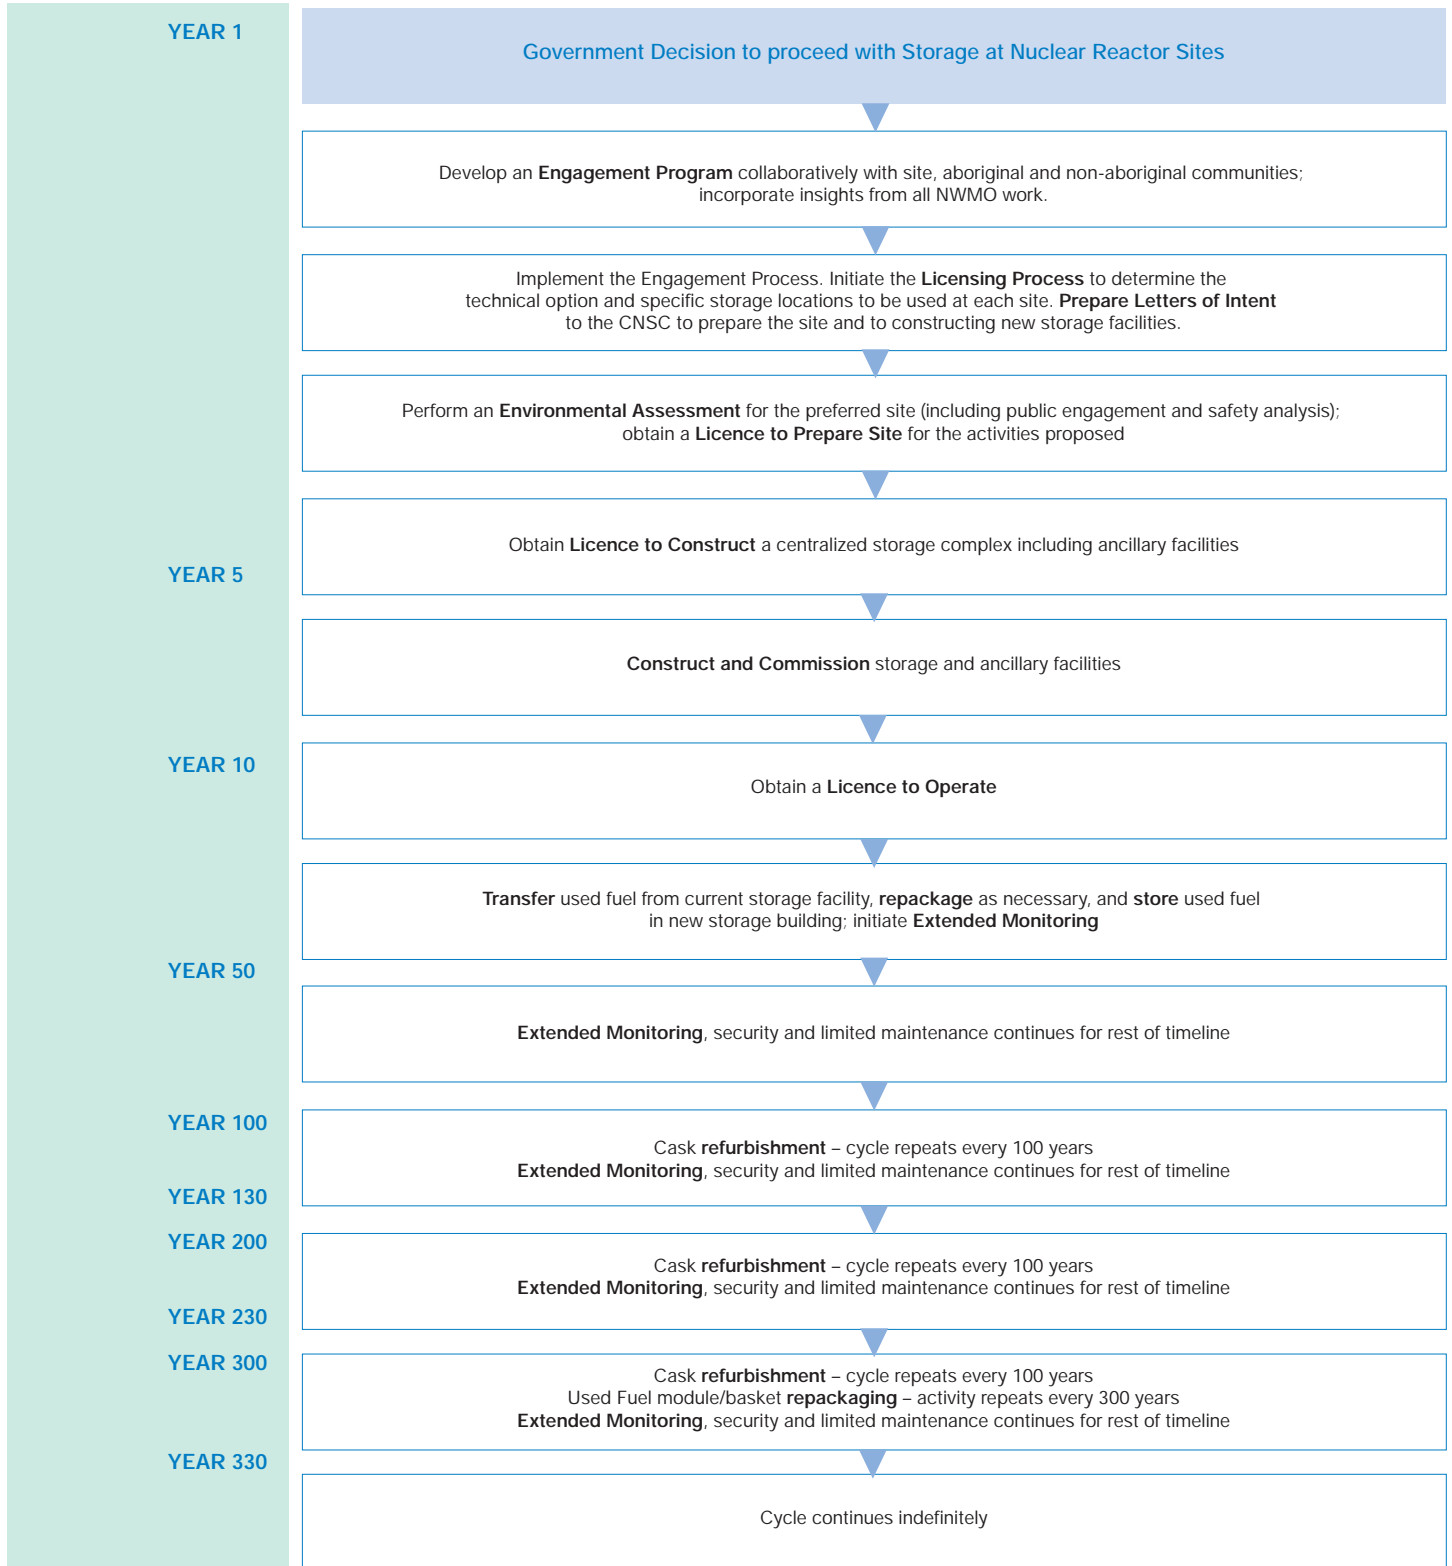 YEAR 1
Government Decision to proceed with Storage at Nuclear Reactor Sites
Develop an Engagement Program collaboratively with site, aboriginal and non-aboriginal communities;
incorporate insights from all NWMO work.
Implement the Engagement Process. Initiate the Licensing Process to determine the
technical option and specific storage locations to be used at each site. Prepare Letters of Intent
to the CNSC to prepare the site and to constructing new storage facilities.
Perform an Environmental Assessment for the preferred site (including public engagement and safety analysis);
obtain a Licence to Prepare Site for the activities proposed
Obtain Licence to Construct a centralized storage complex including ancillary facilities
YEAR 5
Construct and Commission storage and ancillary facilities
YEAR 10
Obtain a Licence to Operate
Transfer used fuel from current storage facility, repackage as necessary, and store used fuel
in new storage building; initiate Extended Monitoring
YEAR 50
Extended Monitoring, security and limited maintenance continues for rest of timeline
YEAR 100
Cask refurbishment – cycle repeats every 100 years
Extended Monitoring, security and limited maintenance continues for rest of timeline
YEAR 130
YEAR 200
Cask refurbishment – cycle repeats every 100 years
Extended Monitoring, security and limited maintenance continues for rest of timeline
YEAR 230
YEAR 300
Cask refurbishment – cycle repeats every 100 years
Used Fuel module/basket repackaging – activity repeats every 300 years
Extended Monitoring, security and limited maintenance continues for rest of timeline
YEAR 330
Cycle continues indefinitely